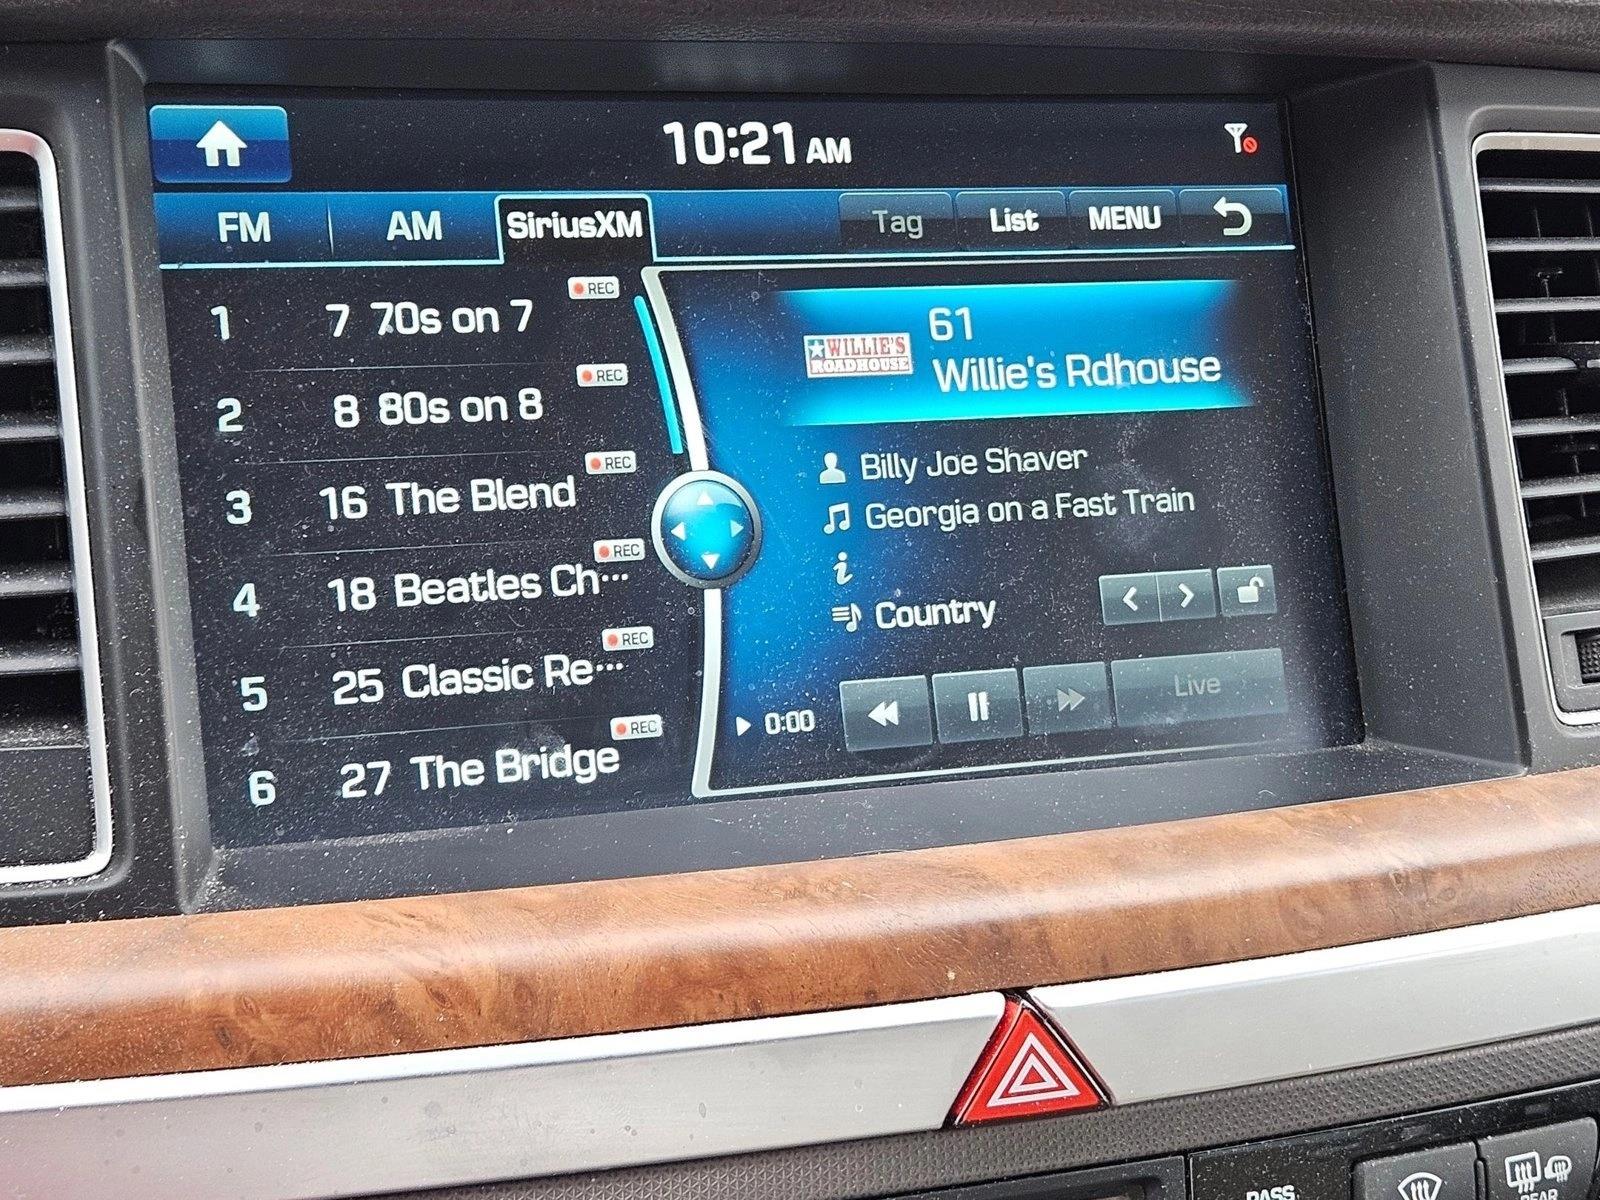 10:21 AM
FM AM SiriusXM Tag List MENU
1 7 70s on 7 REC
2 8 80s on 8 REC
3 16 The Blend REC
4 18 Beatles Ch··· REC
5 25 Classic Re··· REC
6 27 The Bridge REC
WILLIE'S
ROADHOUSE
61
Willie's Rdhouse
Billy Joe Shaver
Georgia on a Fast Train
i
Country
0:00
Live
PASS
REAR